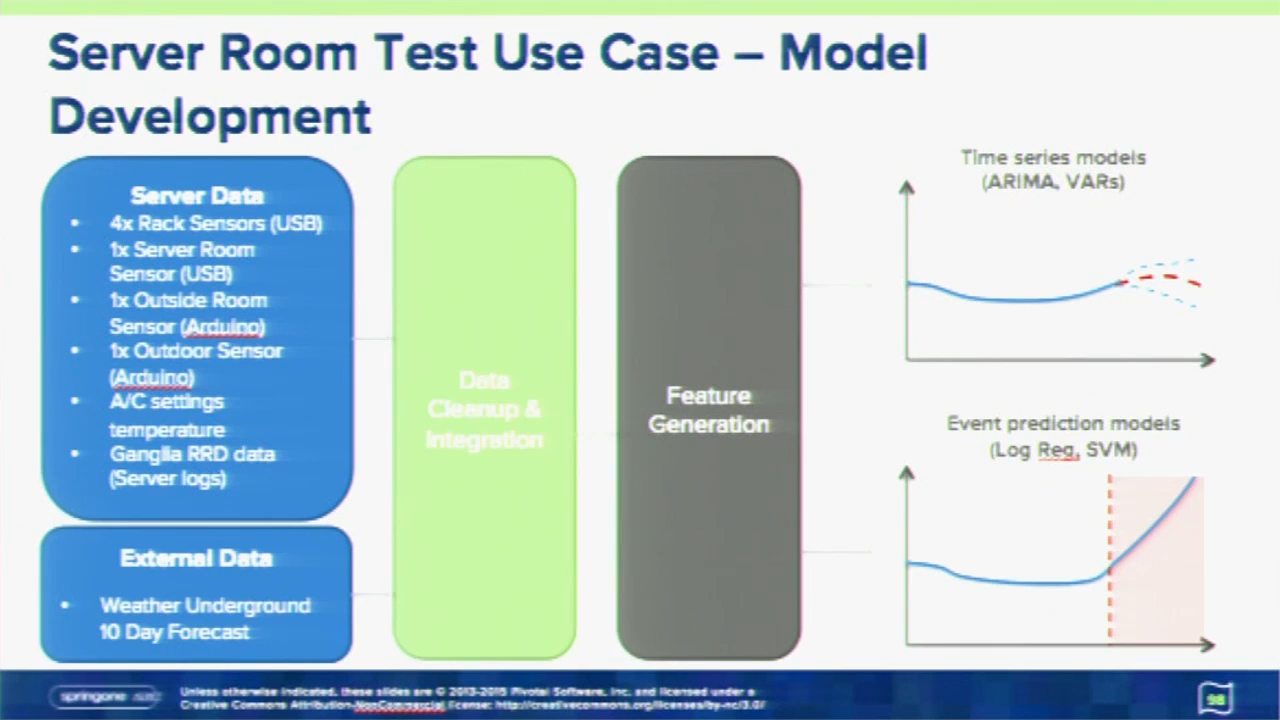 Server Room Test Use Case – Model
Development
Server Data
• 4x Rack Sensors (USB)
• 1x Server Room
Sensor (USB)
• 1x Outside Room
Sensor (Arduino)
• 1x Outdoor Sensor
(Arduino)
• A/C settings
temperature
• Ganglia RRD data
(Server logs)
External Data
• Weather Underground
10 Day Forecast
Data
Cleanup &
Integration
Feature
Generation
Time series models
(ARIMA, VARs)
Event prediction models
(Log Reg, SVM)
springone
Unless otherwise indicated, these slides are © 2013-2015 Pivotal Software, Inc. and licensed under a
Creative Commons Attribution-NonCommercial license: http://creativecommons.org/licenses/by-nc/3.0/
98